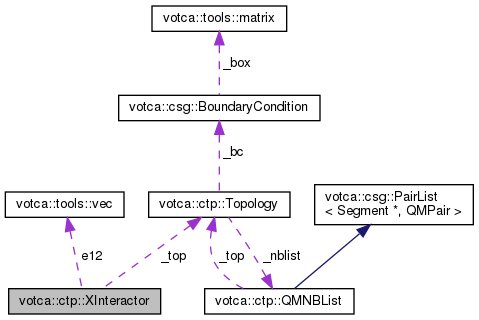 votca::tools::matrix
_box
votca::csg::BoundaryCondition
_bc
votca::tools::vec
votca::ctp::Topology
votca::csg::PairList
< Segment *, QMPair >
e12
_top
_top
_nblist
votca::ctp::XInteractor
votca::ctp::QMNBList